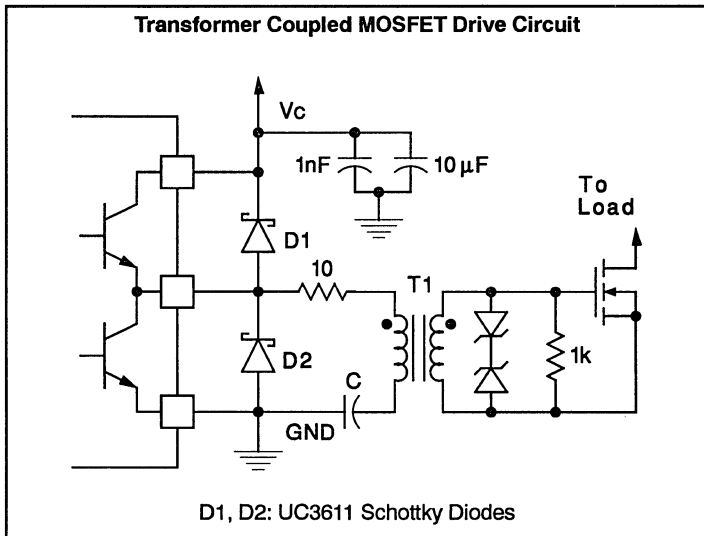 Transformer Coupled MOSFET Drive Circuit
Vc
1nF
10 µF
To
Load
D1
10
T1
D2
1k
C
GND
D1, D2: UC3611 Schottky Diodes